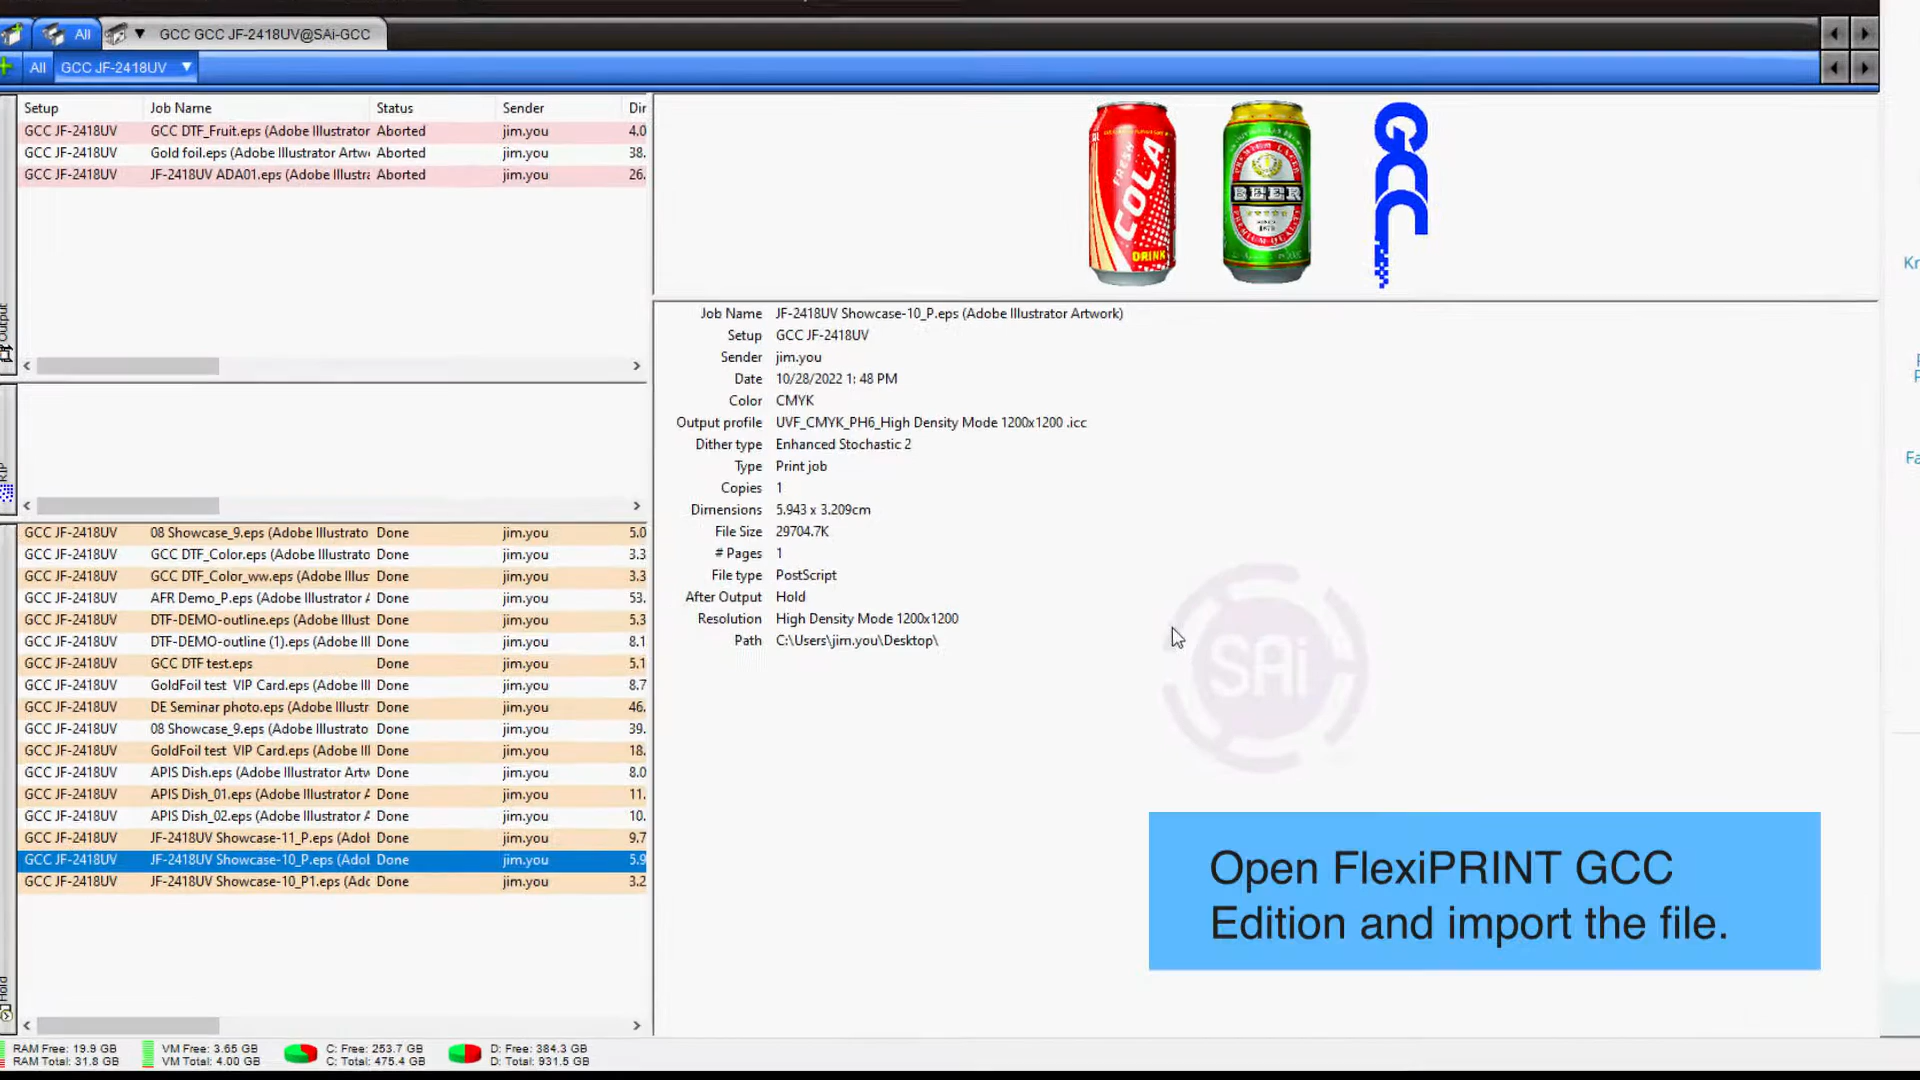 All
GCC GCC JF-2418UV@SAi-GCC
All GCC JF-2418UV
Setup Job Name Status Sender Dir
GCC JF-2418UV GCC DTF_Fruit.eps (Adobe Illustrator Aborted jim.you 4.0
GCC JF-2418UV Gold foil.eps (Adobe Illustrator Artw Aborted jim.you 38.
GCC JF-2418UV JF-2418UV ADA01.eps (Adobe Illustra Aborted jim.you 26.
Output
RIP
GCC JF-2418UV 08 Showcase_9.eps (Adobe Illustrato Done jim.you 5.0
GCC JF-2418UV GCC DTF_Color.eps (Adobe Illustrato Done jim.you 3.3
GCC JF-2418UV GCC DTF_Color_ww.eps (Adobe Illus Done jim.you 3.3
GCC JF-2418UV AFR Demo_P.eps (Adobe Illustrator A Done jim.you 53.
GCC JF-2418UV DTF-DEMO-outline.eps (Adobe Illust Done jim.you 5.3
GCC JF-2418UV DTF-DEMO-outline (1).eps (Adobe Ill Done jim.you 8.1
GCC JF-2418UV GCC DTF test.eps Done jim.you 5.1
GCC JF-2418UV GoldFoil test VIP Card.eps (Adobe Ill Done jim.you 8.7
GCC JF-2418UV DE Seminar photo.eps (Adobe Illustr Done jim.you 46.
GCC JF-2418UV 08 Showcase_9.eps (Adobe Illustrato Done jim.you 39.
GCC JF-2418UV GoldFoil test VIP Card.eps (Adobe Ill Done jim.you 18.
GCC JF-2418UV APIS Dish.eps (Adobe Illustrator Artw Done jim.you 8.0
GCC JF-2418UV APIS Dish_01.eps (Adobe Illustrator A Done jim.you 11.
GCC JF-2418UV APIS Dish_02.eps (Adobe Illustrator A Done jim.you 10.
GCC JF-2418UV JF-2418UV Showcase-11_P.eps (Adol Done jim.you 9.7
GCC JF-2418UV JF-2418UV Showcase-10_P.eps (Adol Done jim.you 5.9
GCC JF-2418UV JF-2418UV Showcase-10_P1.eps (Adc Done jim.you 3.2
Hold
FRESH
COLA
DRINK
PREMIUM LAGER
BEER
SINCE
PREMIUM QUALITY
GCC
Job Name JF-2418UV Showcase-10_P.eps (Adobe Illustrator Artwork)
Setup GCC JF-2418UV
Sender jim.you
Date 10/28/2022 1: 48 PM
Color CMYK
Output profile UVF_CMYK_PH6_High Density Mode 1200x1200 .icc
Dither type Enhanced Stochastic 2
Type Print job
Copies 1
Dimensions 5.943 x 3.209cm
File Size 29704.7K
# Pages 1
File type PostScript
After Output Hold
Resolution High Density Mode 1200x1200
Path C:\Users\jim.you\Desktop\
SAi
Open FlexiPRINT GCC
Edition and import the file.
Kr
F
P
Fa
RAM Free: 19.9 GB VM Free: 3.65 GB C: Free: 253.7 GB D: Free: 384.3 GB
RAM Total: 31.8 GB VM Total: 4.00 GB C: Total: 475.4 GB D: Total: 931.5 GB